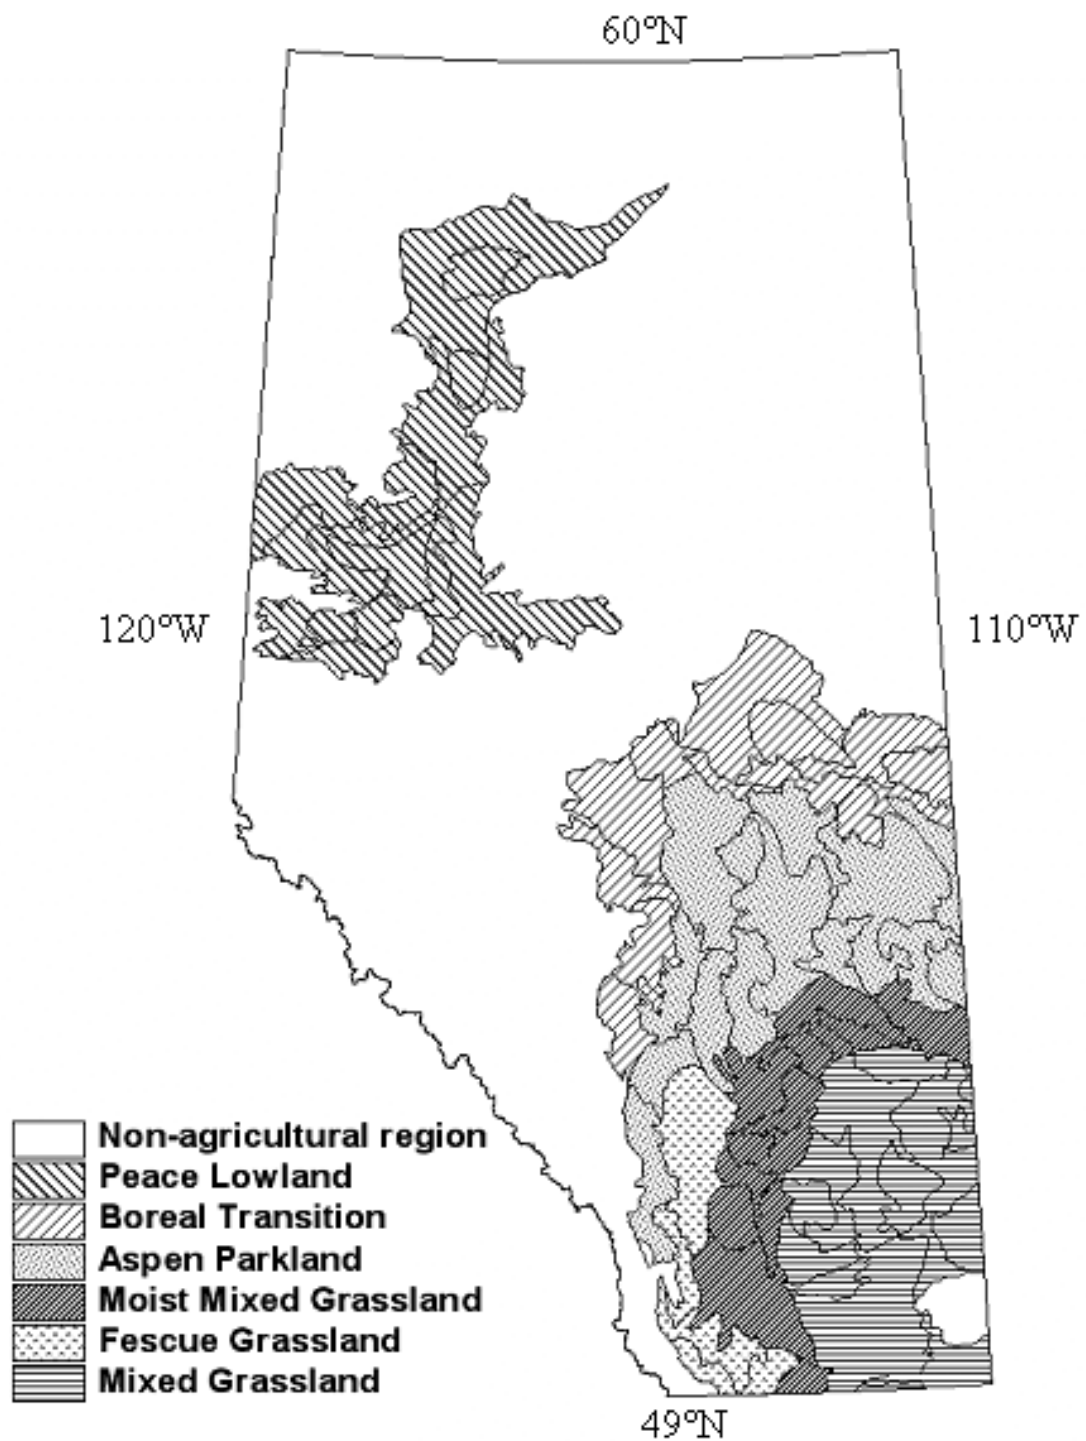 60°N
120°W
110°W
Non-agricultural region
Peace Lowland
Boreal Transition
Aspen Parkland
Moist Mixed Grassland
Fescue Grassland
Mixed Grassland
49°N